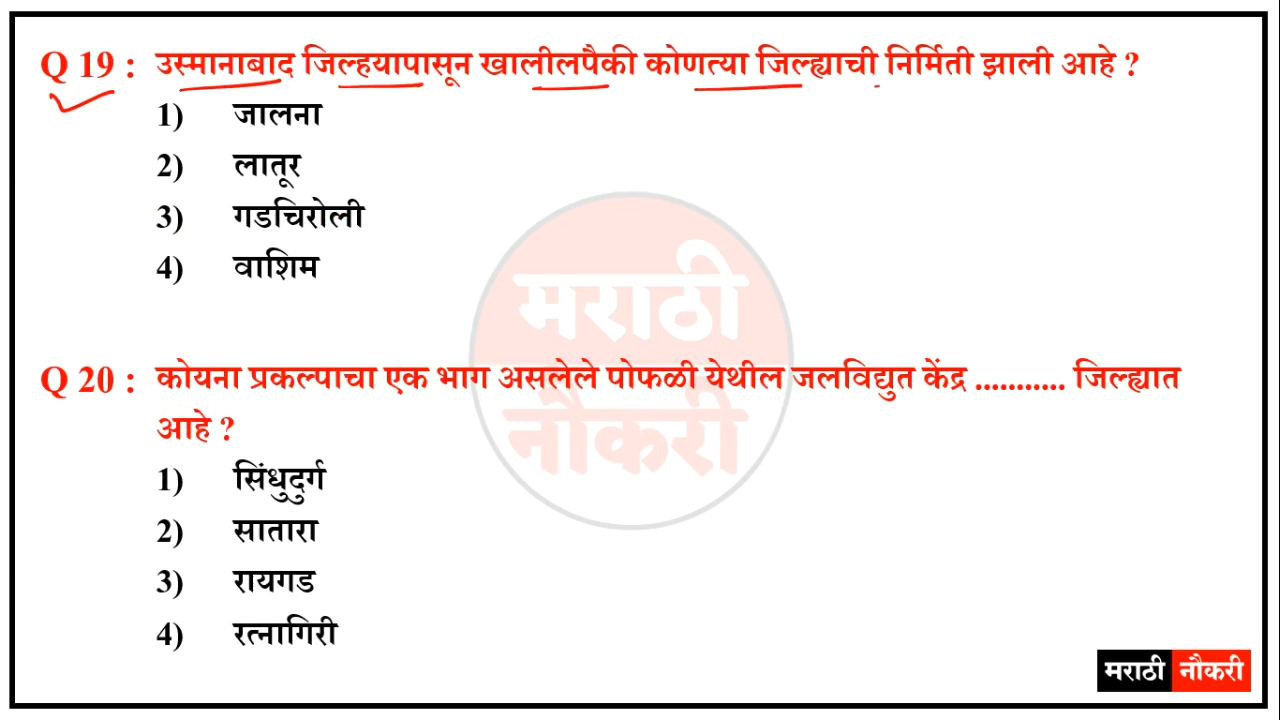 Q 19 : उस्मानाबाद जिल्हयापासून खालीलपैकी कोणत्या जिल्ह्याची निर्मिती झाली आहे ?
1) जालना
2) लातूर
3) गडचिरोली
4) वाशिम
मराठी
नौकरी
Q 20 : कोयना प्रकल्पाचा एक भाग असलेले पोफळी येथील जलविद्युत केंद्र ........... जिल्ह्यात
आहे ?
1) सिंधुदुर्ग
2) सातारा
3) रायगड
4) रत्नागिरी
मराठी नौकरी